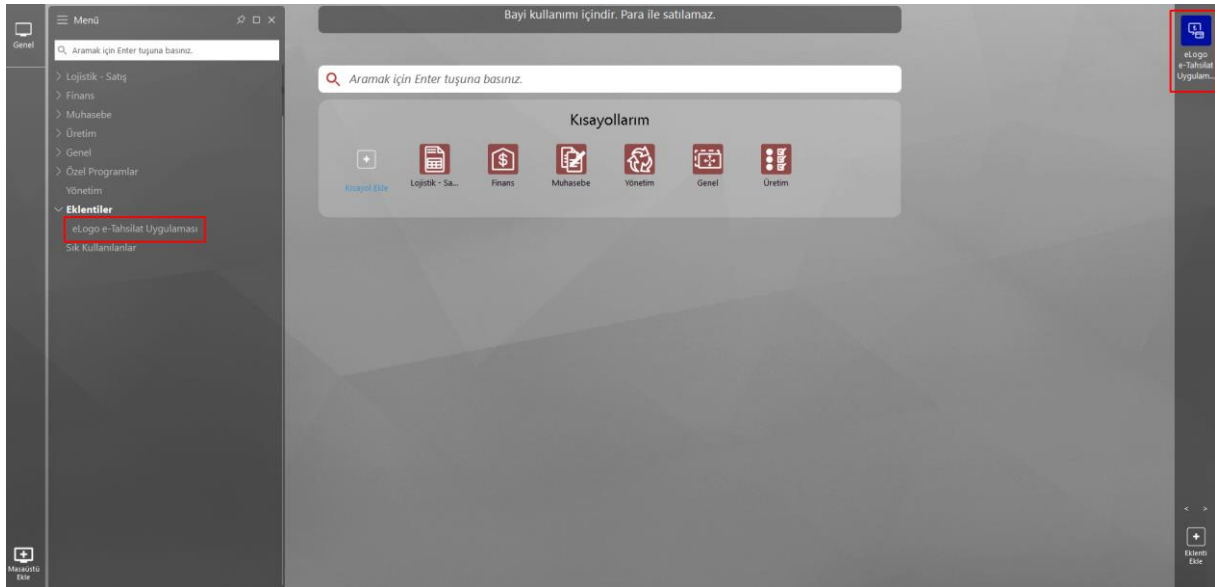 Genel
Menü
Aramak için Enter tuşuna basınız.
Lojistik - Satış
Finans
Muhasebe
Üretim
Genel
Özel Programlar
Yönetim
Eklentiler
eLogo e-Tahsilat Uygulaması
Sık Kullanılanlar
Masaüstü
Ekle
Bayi kullanımı içindir. Para ile satılamaz.
Aramak için Enter tuşuna basınız.
Kısayollarım
Kısayol Ekle
Lojistik - Sa...
Finans
Muhasebe
Yönetim
Genel
Üretim
eLogo
e-Tahsilat
Uygulam...
Eklenti
Ekle